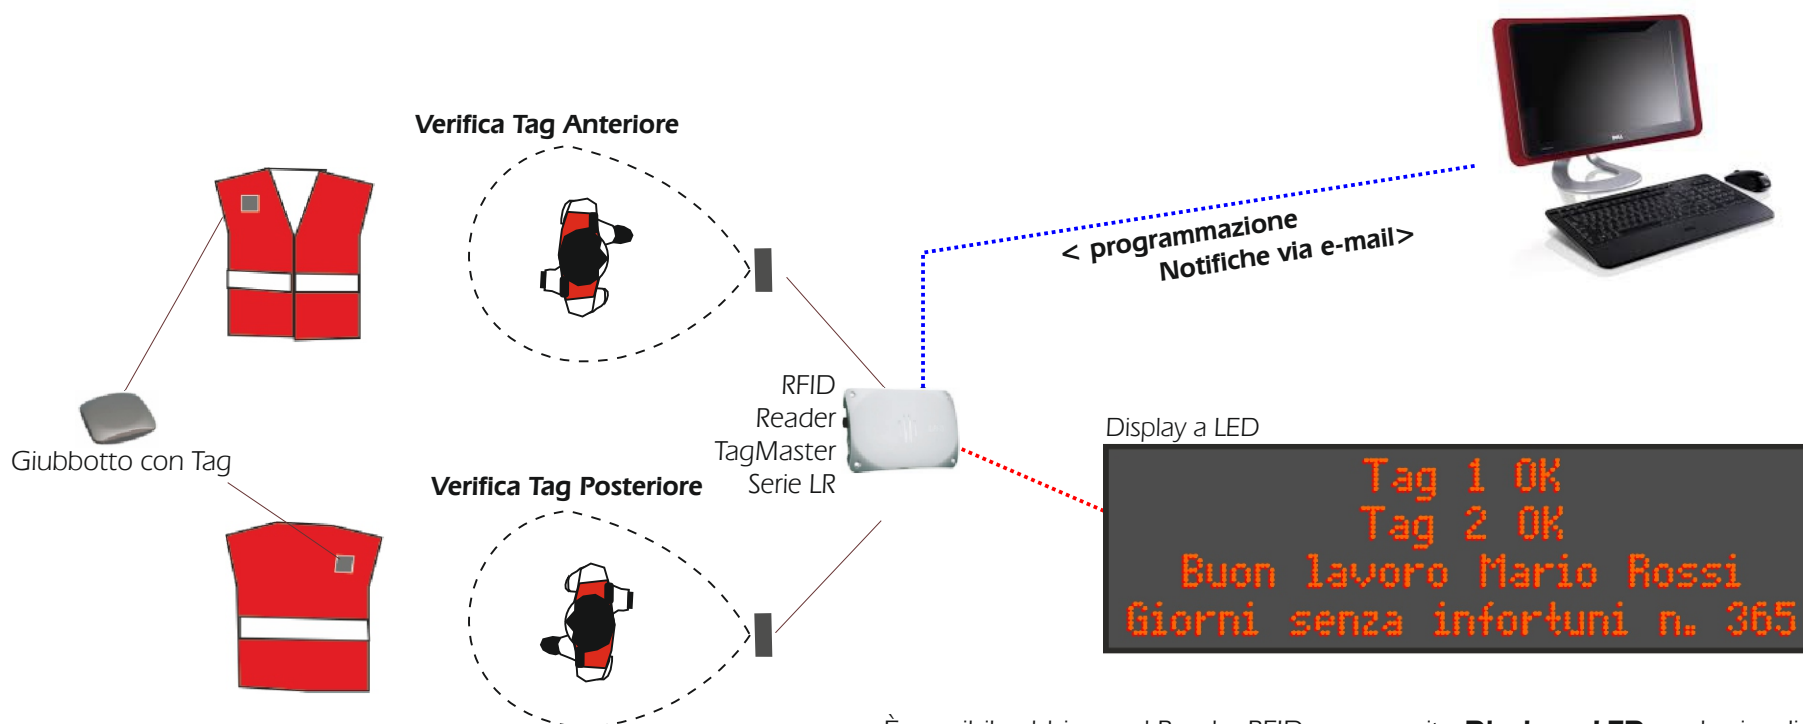 Verifica Tag Anteriore
< programmazione
Notifiche via e-mail>
RFID
Reader
TagMaster
Serie LR
Giubbotto con Tag
Verifica Tag Posteriore
Display a LED
Tag 1 OK
Tag 2 OK
Buon lavoro Mario Rossi
Giorni senza infortuni n. 365